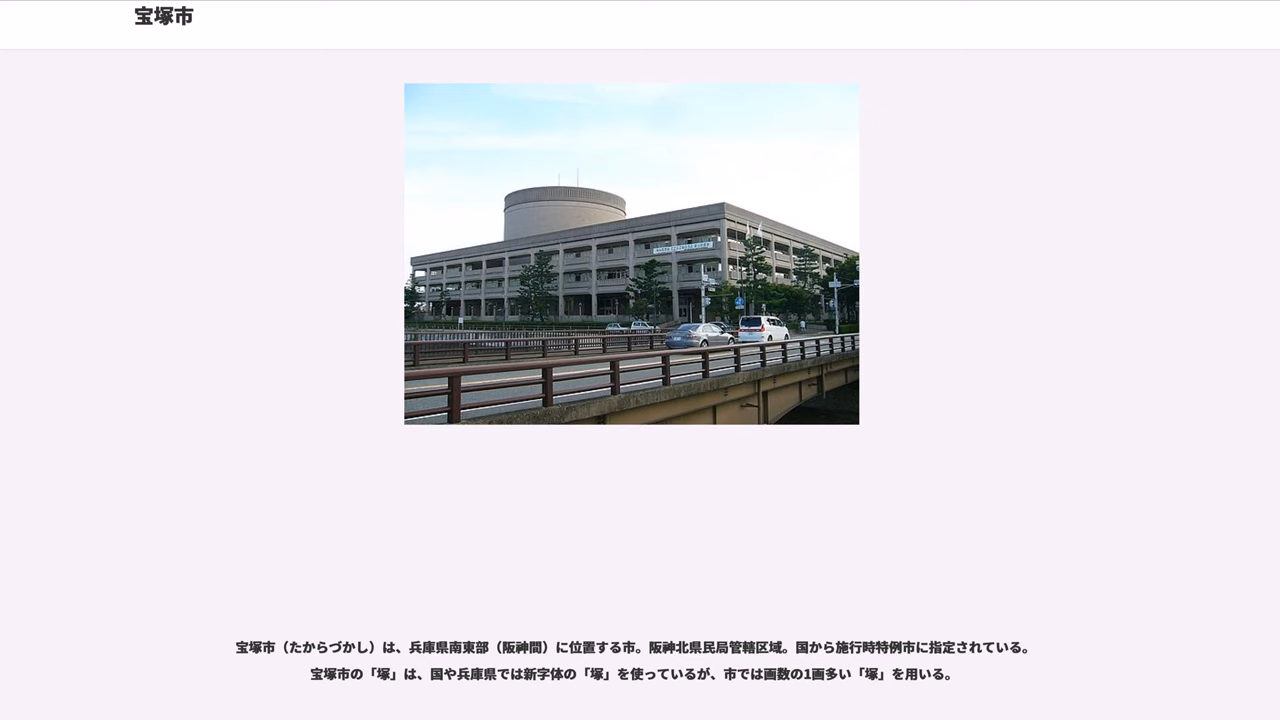 宝塚市
宝塚市（たからづかし）は、兵庫県南東部（阪神間）に位置する市。阪神北県民局管轄区域。国から施行時特例市に指定されている。
宝塚市の「塚」は、国や兵庫県では新字体の「塚」を使っているが、市では画数の1画多い「塚」を用いる。